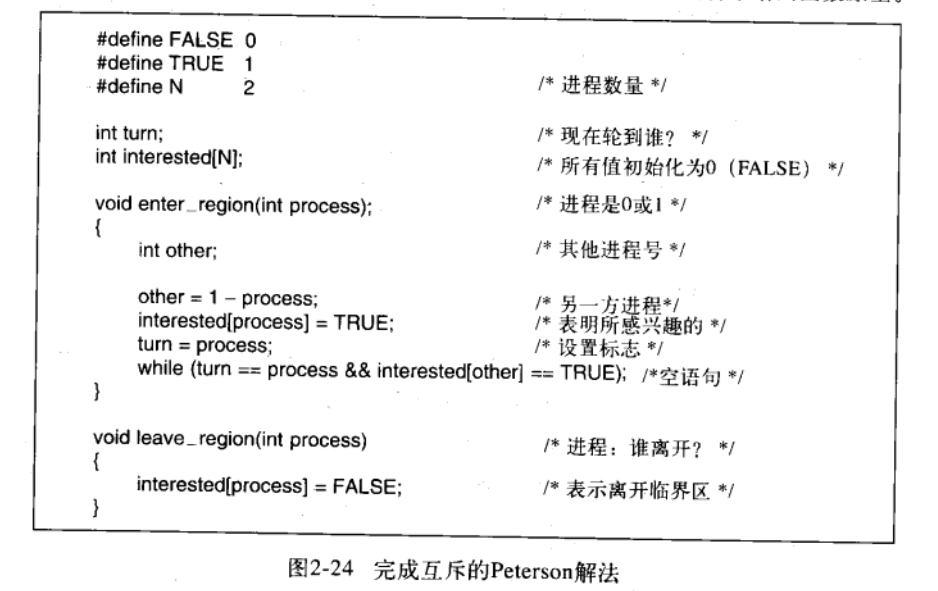 #define FALSE 0
#define TRUE 1
#define N 2 /* 进程数量 */
int turn; /* 现在轮到谁? */
int interested[N]; /* 所有值初始化为0（FALSE） */
void enter_region(int process); /* 进程是0或1 */
{
int other; /* 其他进程号 */
other = 1 – process; /* 另一方进程*/
interested[process] = TRUE; /* 表明所感兴趣的 */
turn = process; /* 设置标志 */
while (turn == process && interested[other] == TRUE); /*空语句 */
}
void leave_region(int process) /* 进程：谁离开? */
{
interested[process] = FALSE; /* 表示离开临界区 */
}
图2-24 完成互斥的Peterson解法